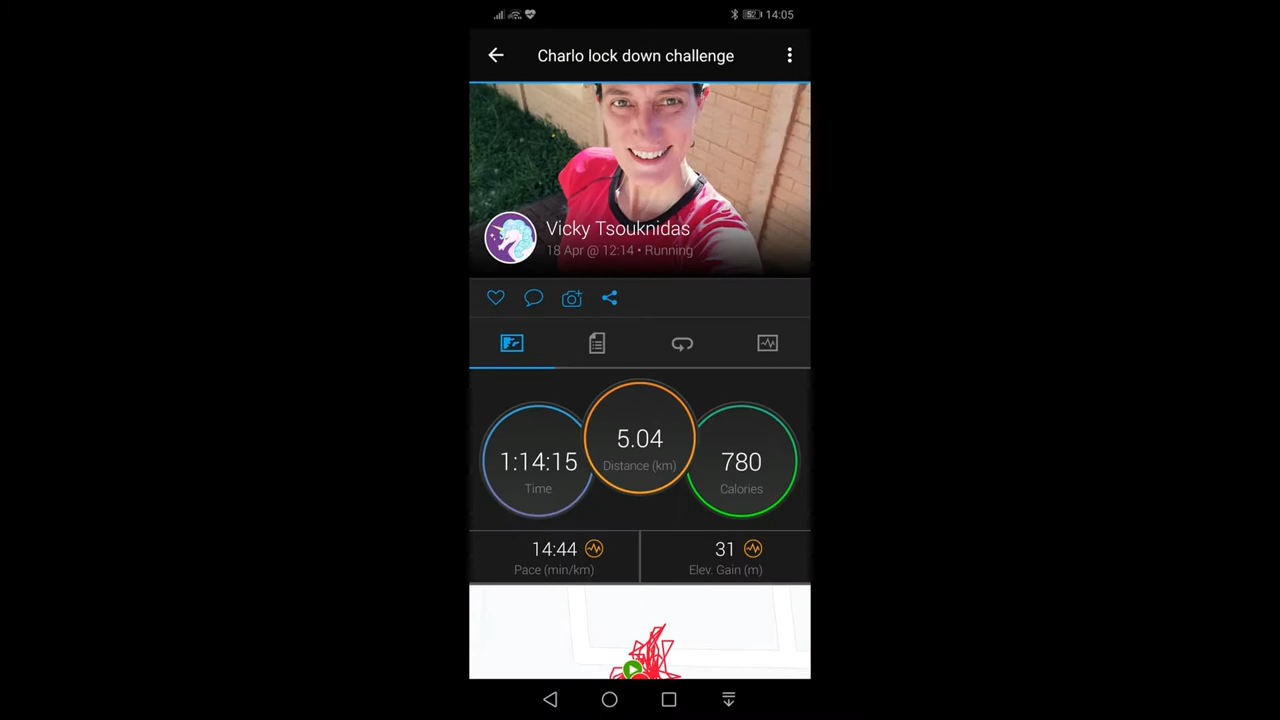 52 14:05
Charlo lock down challenge
Vicky Tsouknidas
18 Apr @ 12:14 • Running
1:14:15
Time
5.04
Distance (km)
780
Calories
14:44
Pace (min/km)
31
Elev. Gain (m)